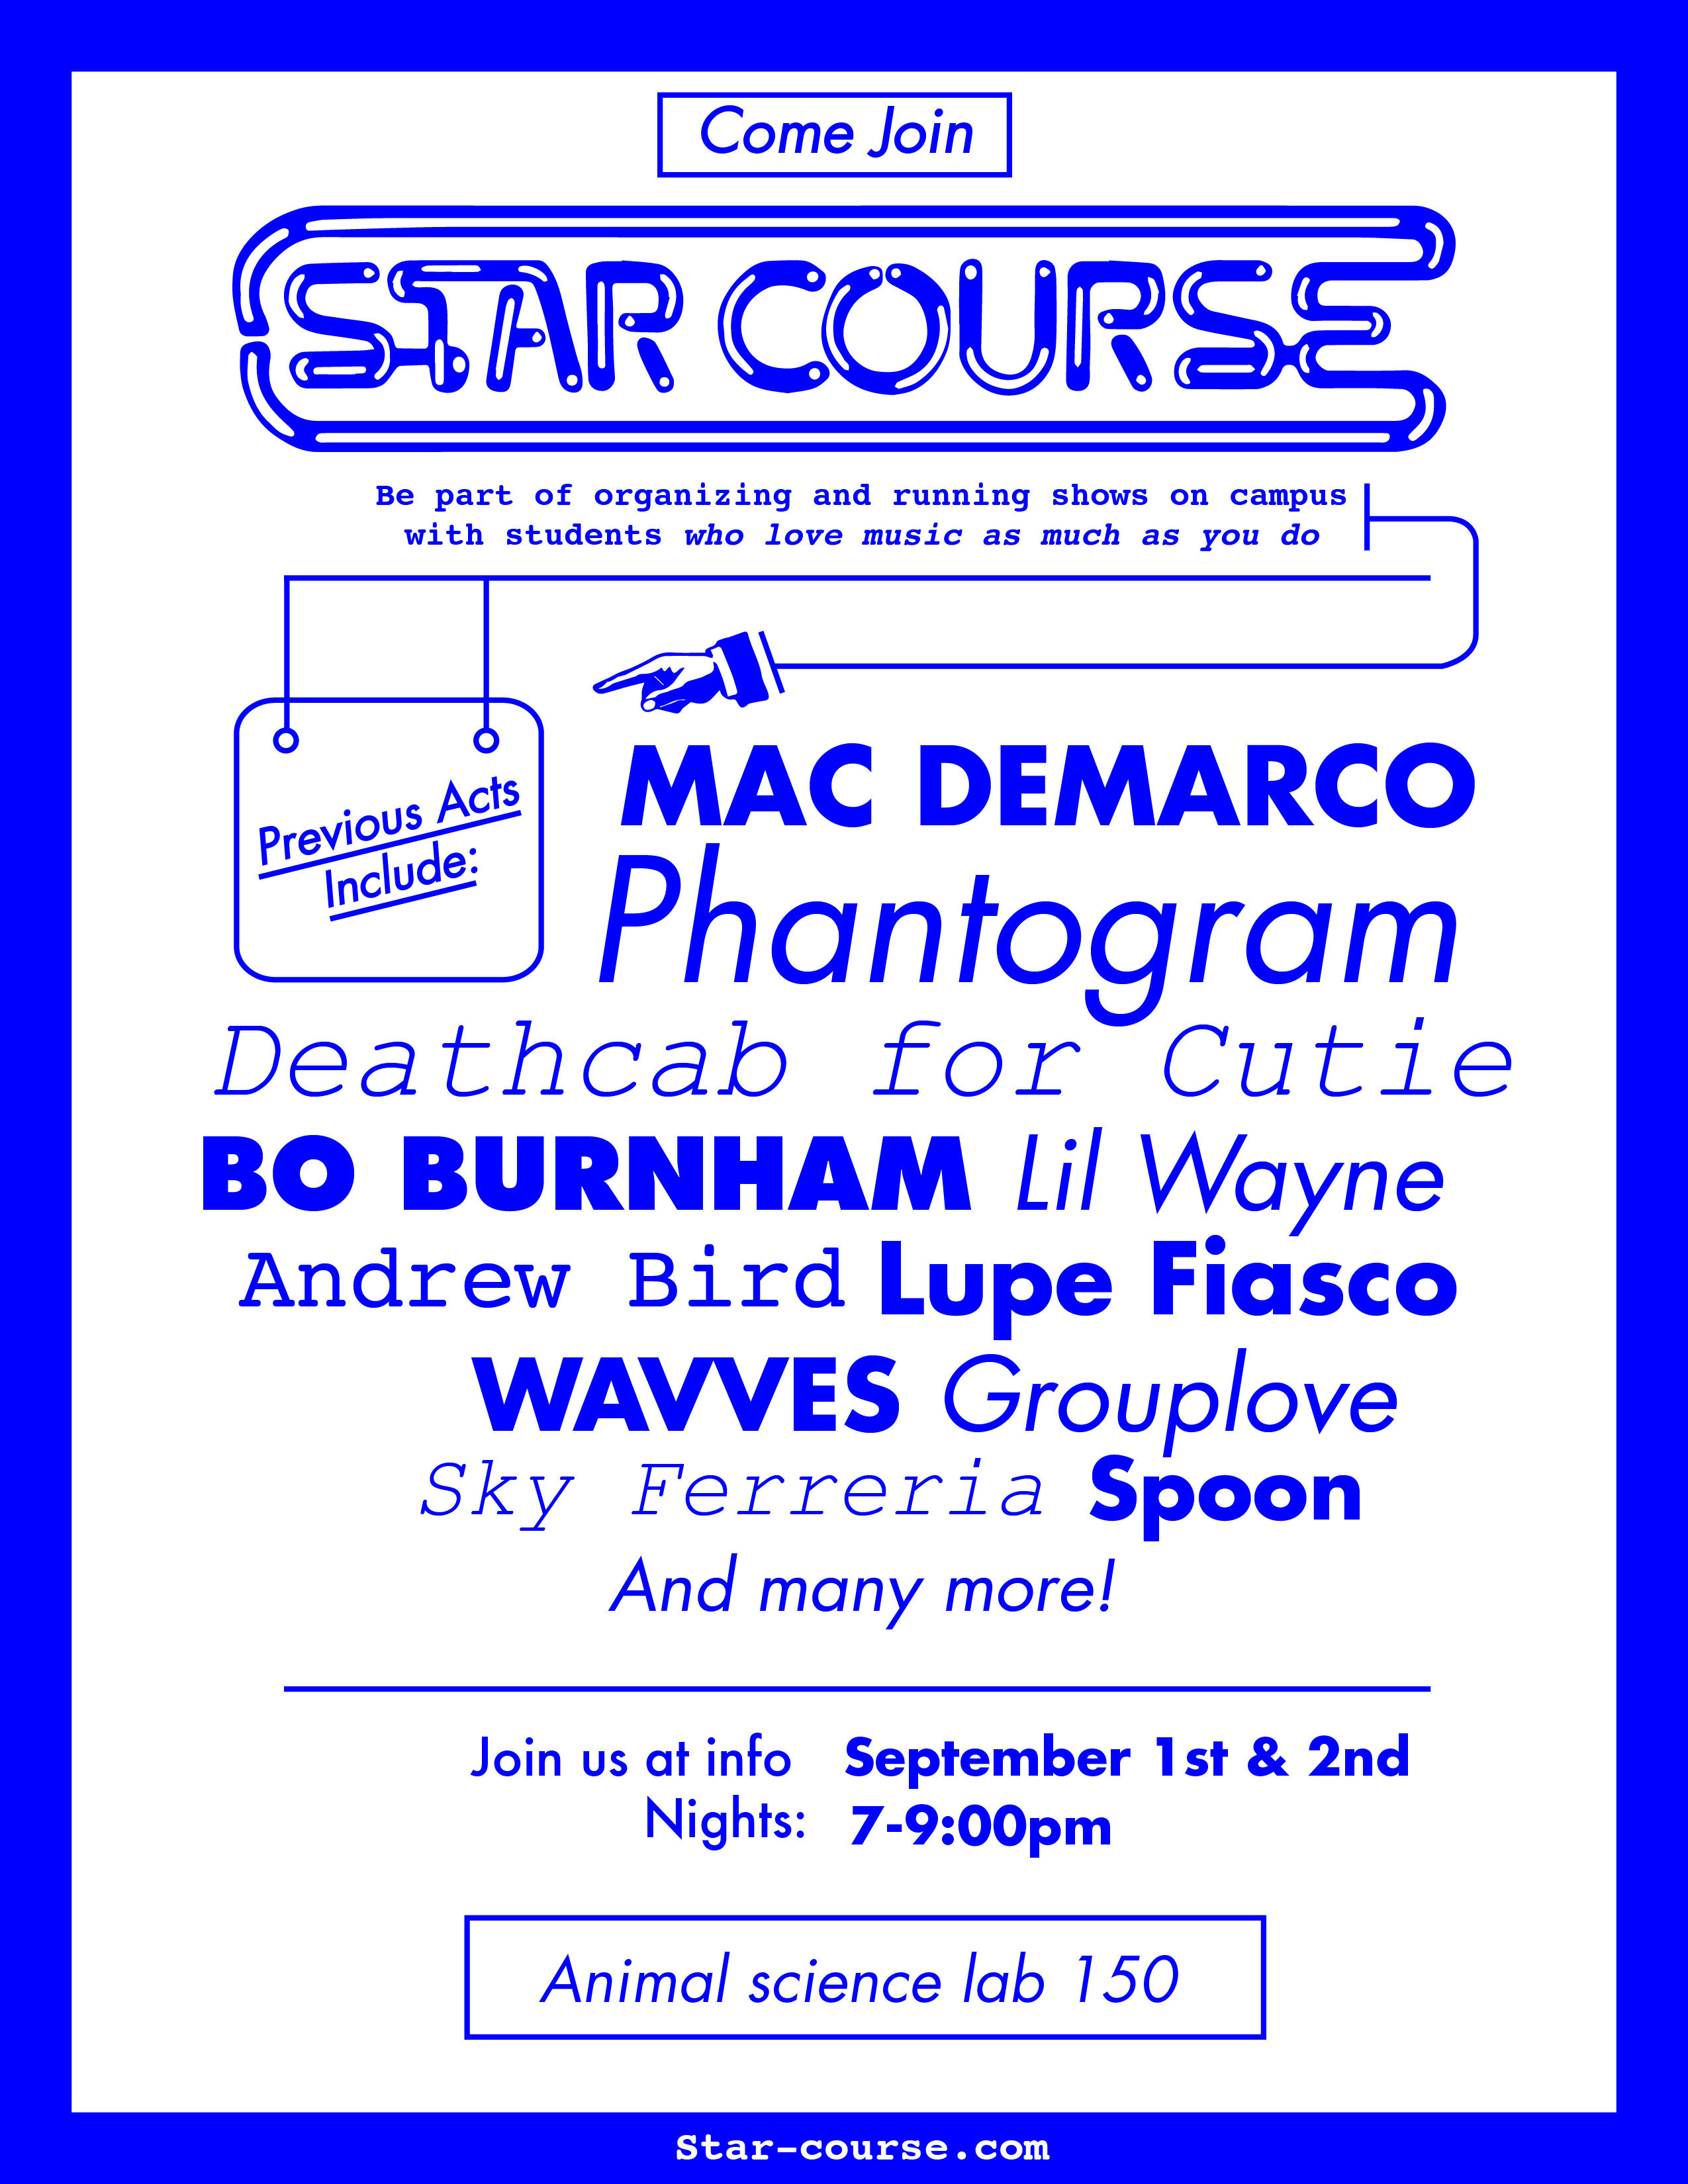 Come Join
STAR COURSE
Be part of organizing and running shows on campus
with students who love music as much as you do
Previous Acts
Include:
MAC DEMARCO
Phantogram
Deathcab for Cutie
BO BURNHAM Lil Wayne
Andrew Bird Lupe Fiasco
WAVVES Grouplove
Sky Ferreria Spoon
And many more!
Join us at info
Nights:
September 1st & 2nd
7-9:00pm
Animal science lab 150
Star-course.com